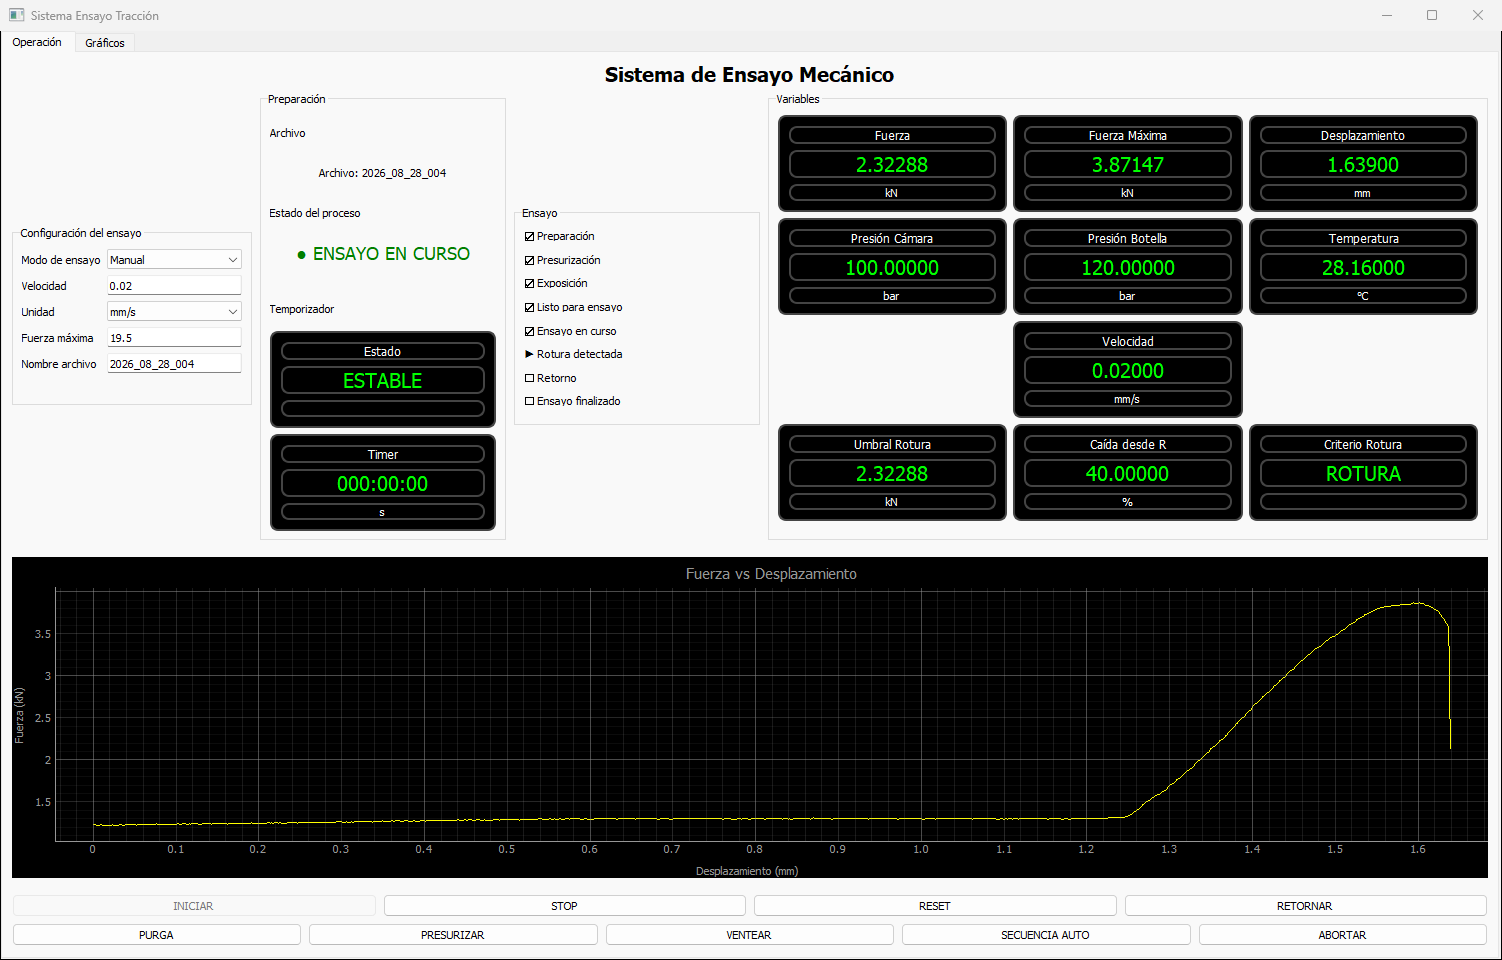 Sistema Ensayo Tracción
Operación
Gráficos
Sistema de Ensayo Mecánico
Configuración del ensayo
Modo de ensayo Manual
Velocidad 0.02
Unidad mm/s
Fuerza máxima 19.5
Nombre archivo 2026_08_28_004
Preparación
Archivo
Archivo: 2026_08_28_004
Estado del proceso
● ENSAYO EN CURSO
Temporizador
Estado
ESTABLE
Timer
000:00:00
s
Ensayo
Preparación
Presurización
Exposición
Listo para ensayo
Ensayo en curso
Rotura detectada
Retorno
Ensayo finalizado
Variables
Fuerza
2.32288
kN
Fuerza Máxima
3.87147
kN
Desplazamiento
1.63900
mm
Presión Cámara
100.00000
bar
Presión Botella
120.00000
bar
Temperatura
28.16000
°C
Velocidad
0.02000
mm/s
Umbral Rotura
2.32288
kN
Caída desde R
40.00000
%
Criterio Rotura
ROTURA
Fuerza vs Desplazamiento
Fuerza (kN)
3.5
3
2.5
2
1.5
0 0.1 0.2 0.3 0.4 0.5 0.6 0.7 0.8 0.9 1.0 1.1 1.2 1.3 1.4 1.5 1.6
Desplazamiento (mm)
INICIAR STOP RESET RETORNAR
PURGA PRESURIZAR VENTEAR SECUENCIA AUTO ABORTAR